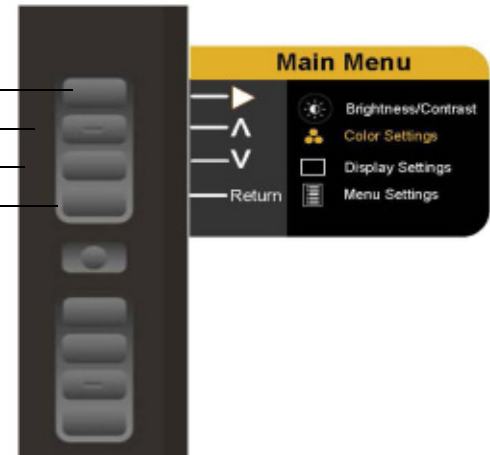 Main Menu
Brightness/Contrast
Color Settings
Display Settings
Return
Menu Settings